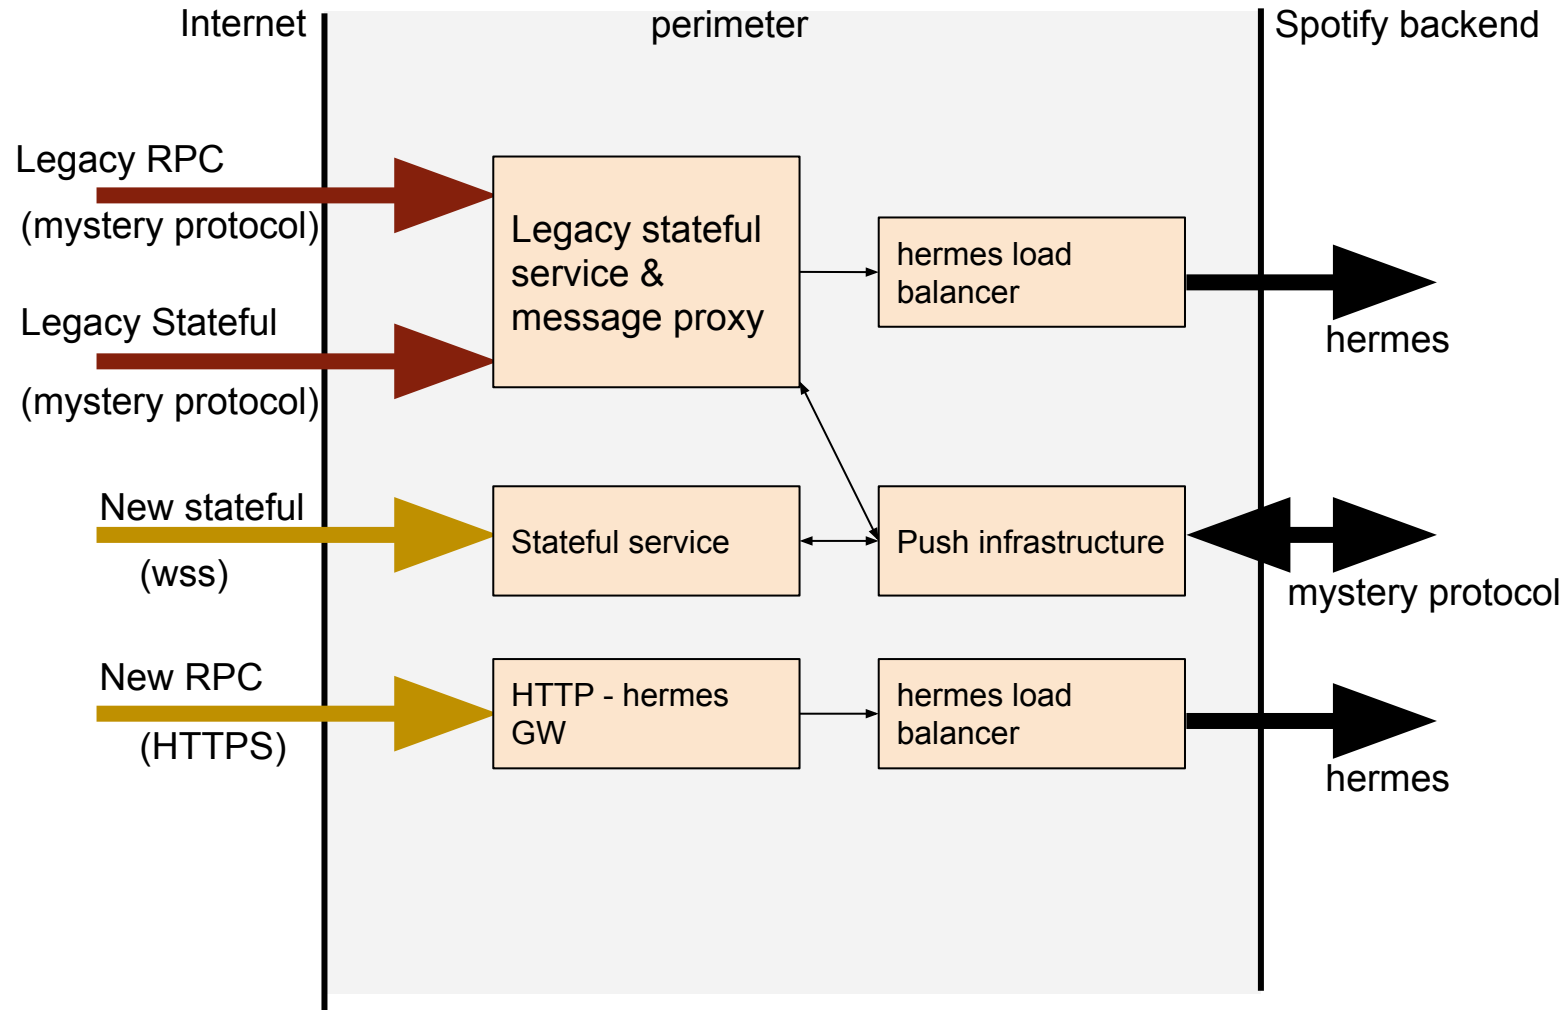 Internet
perimeter
Spotify backend
Legacy RPC
(mystery protocol)
Legacy stateful
service &
message proxy
hermes load
balancer
hermes
Legacy Stateful
(mystery protocol)
New stateful
(wss)
Stateful service
Push infrastructure
mystery protocol
New RPC
(HTTPS)
HTTP - hermes
GW
hermes load
balancer
hermes